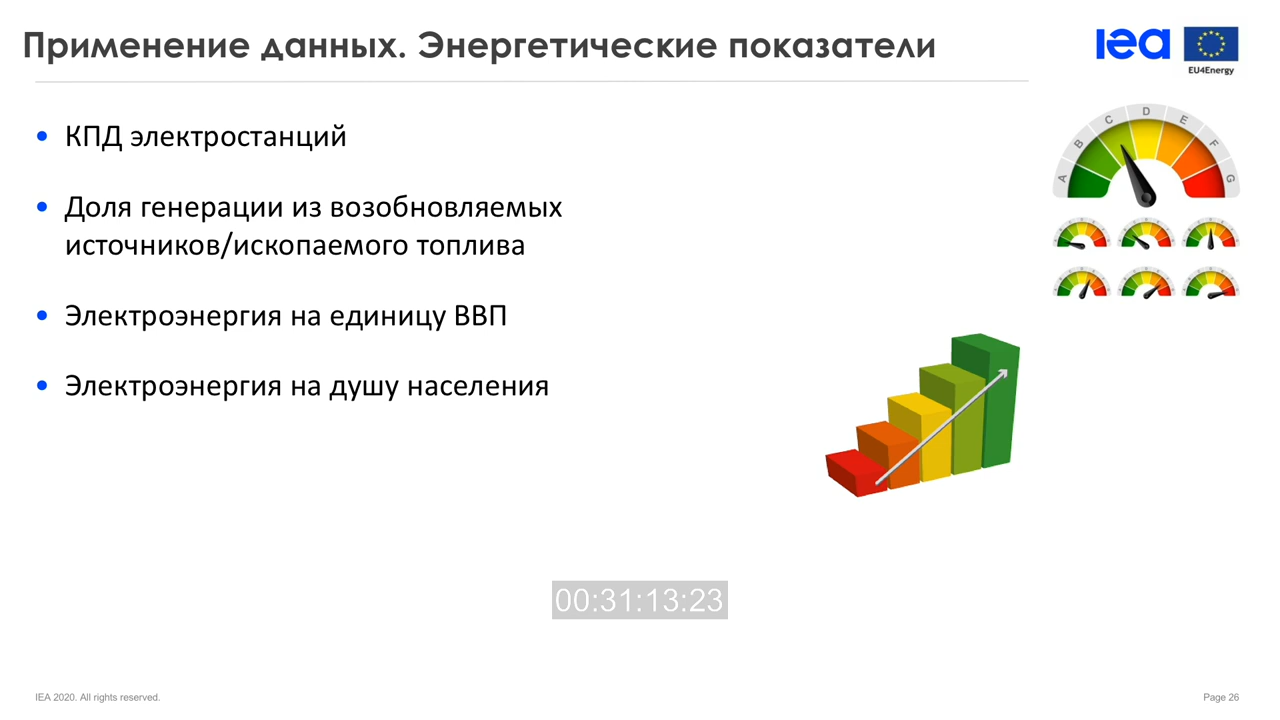 Применение данных. Энергетические показатели
iea
EU4Energy
• КПД электростанций
• Доля генерации из возобновляемых
источников/ископаемого топлива
• Электроэнергия на единицу ВВП
• Электроэнергия на душу населения
A
B
C
D
E
F
G
00:31:13:23
IEA 2020. All rights reserved.
Page 26